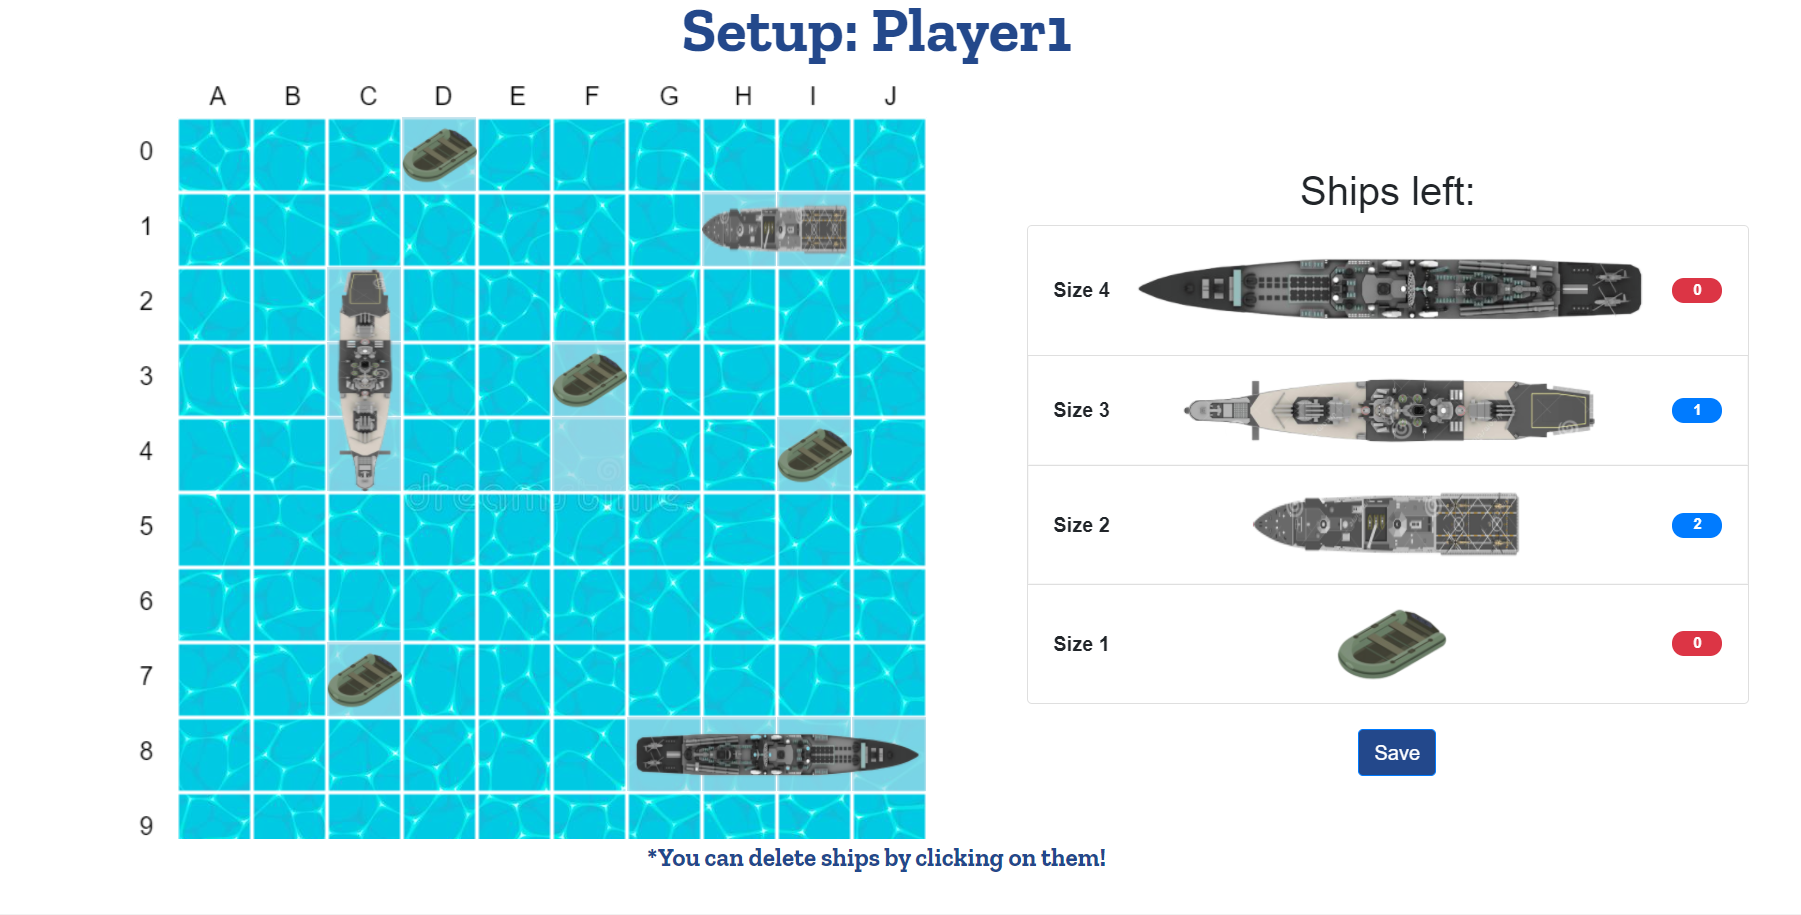 Setup: Player1
A B C D E F G H I J
0
1
2
3
4
5
6
7
8
9
dreamstime
Ships left:
Size 4 0
Size 3 1
Size 2 2
Size 1 0
Save
*You can delete ships by clicking on them!